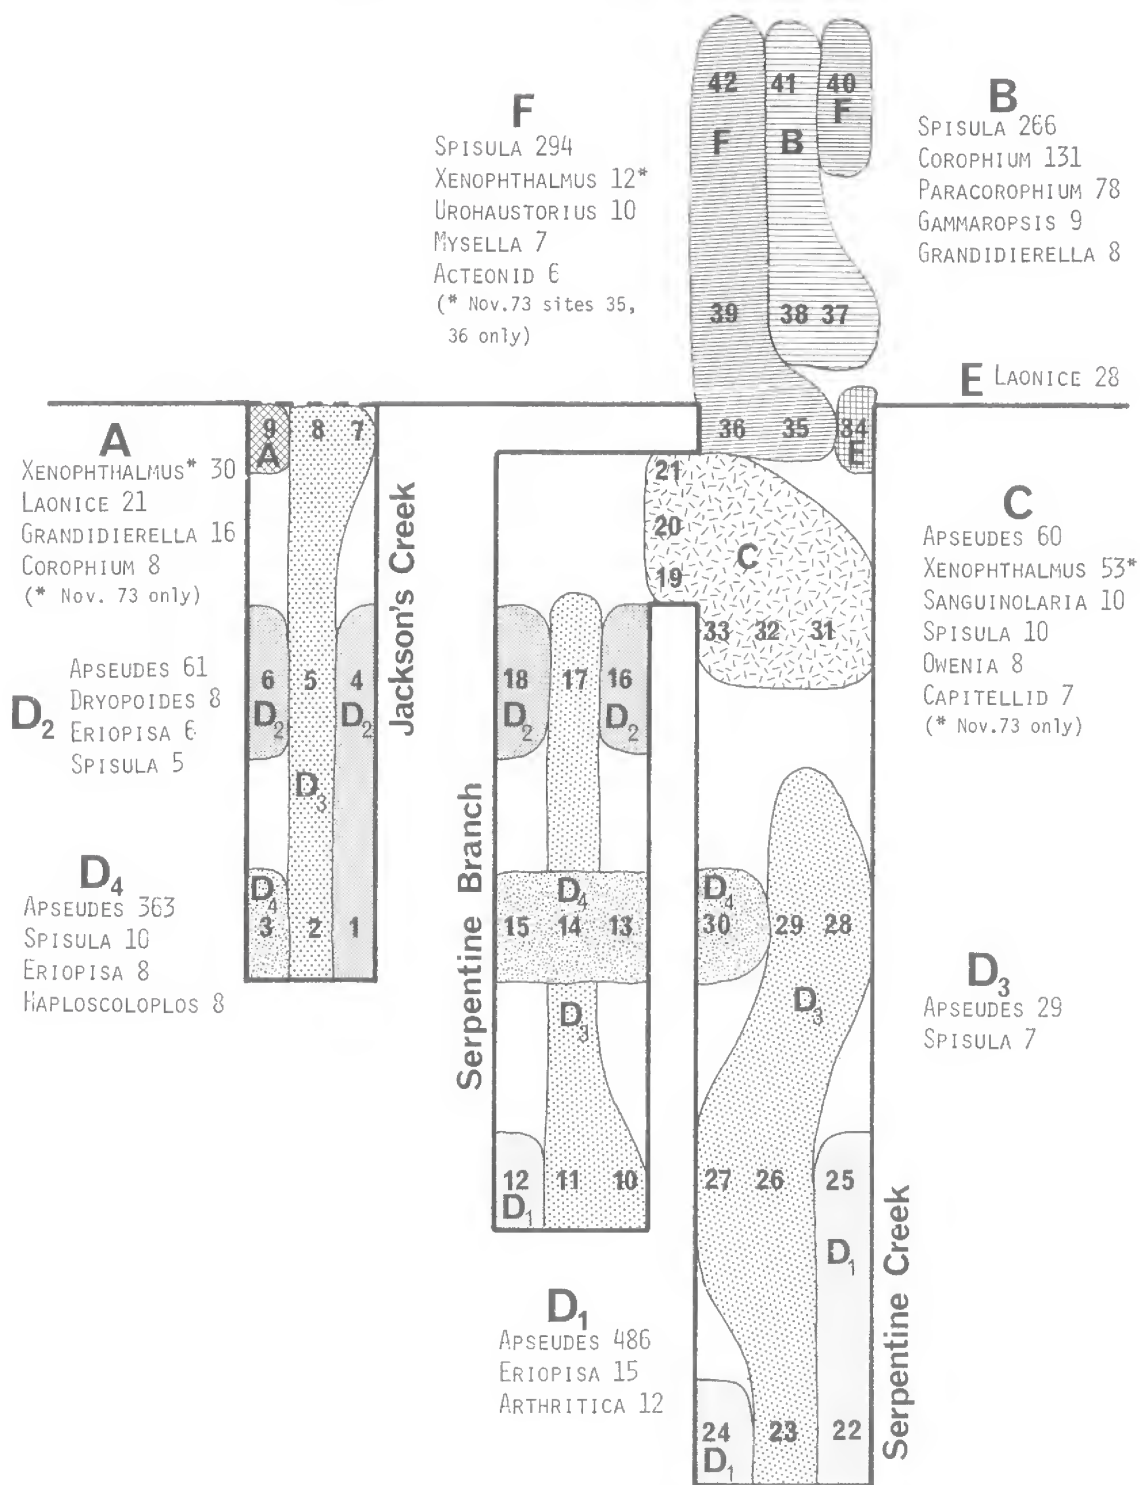 F
SPISULA 294
XENOPHTHALMUS 12*
UROHAUSTORIUS 10
MYSELLA 7
ACTEONID 6
(* Nov.73 sites 35,
36 only)
42 41 40
F B F
39 38 37
36 35 34
E
B
SPISULA 266
COROPHIUM 131
PARACOROPHIUM 78
GAMMAROPSIS 9
GRANDIDIERELLA 8
E LAONICE 28
A
XENOPHTHALMUS* 30
LAONICE 21
GRANDIDIERELLA 16
COROPHIUM 8
(* Nov. 73 only)
D2
APSEUDES 61
DRYOPOIDES 8
ERIOPISA 6
SPISULA 5
D4
APSEUDES 363
SPISULA 10
ERIOPISA 8
HAPLOSCOLOPLOS 8
9 8 7
A
6 5 4
D2 D2
D3
D4
3 2 1
Jackson's Creek
21
20
19
C
33 32 31
18 17 16
D2 D2
D4
15 14 13
D3
12 11 10
D1
Serpentine Branch
D4
30 29 28
D3
27 26 25
D1
24 23 22
D1
Serpentine Creek
C
APSEUDES 60
XENOPHTHALMUS 53*
SANGUINOLARIA 10
SPISULA 10
OWENIA 8
CAPITELLID 7
(* Nov.73 only)
D3
APSEUDES 29
SPISULA 7
D1
APSEUDES 486
ERIOPISA 15
ARTHRITICA 12